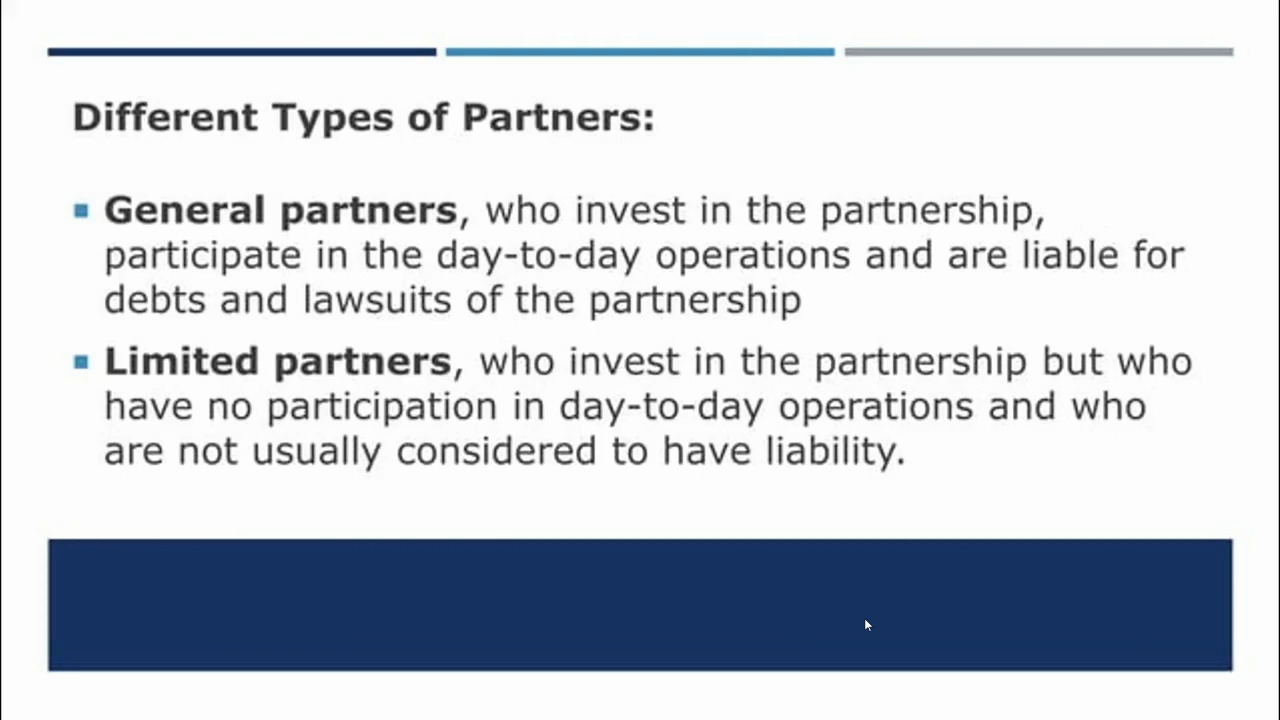 Different Types of Partners:
General partners, who invest in the partnership,
participate in the day-to-day operations and are liable for
debts and lawsuits of the partnership
Limited partners, who invest in the partnership but who
have no participation in day-to-day operations and who
are not usually considered to have liability.